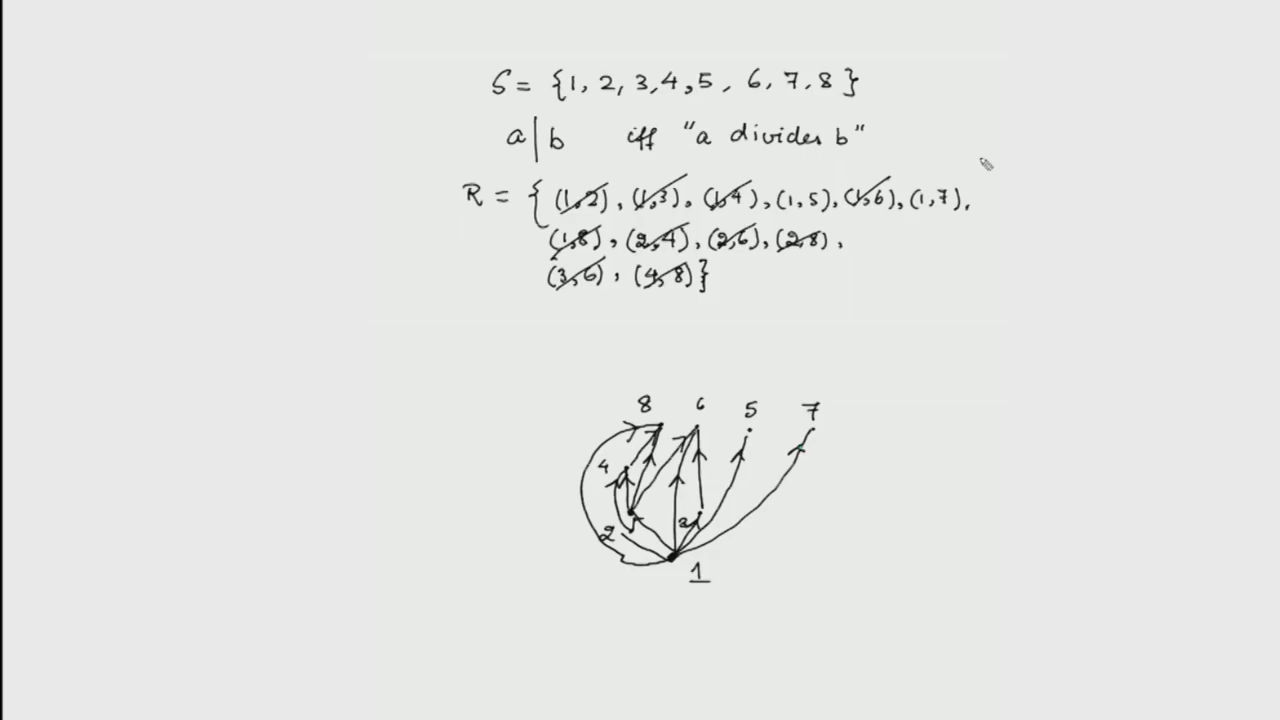 S = {1, 2, 3, 4, 5, 6, 7, 8}
a | b iff "a divides b"
R = { (1,2), (1,3), (1,4), (1,5), (1,6), (1,7),
(1,8), (2,4), (2,6), (2,8),
(3,6), (4,8)}
8 6 5 7
4
2
1